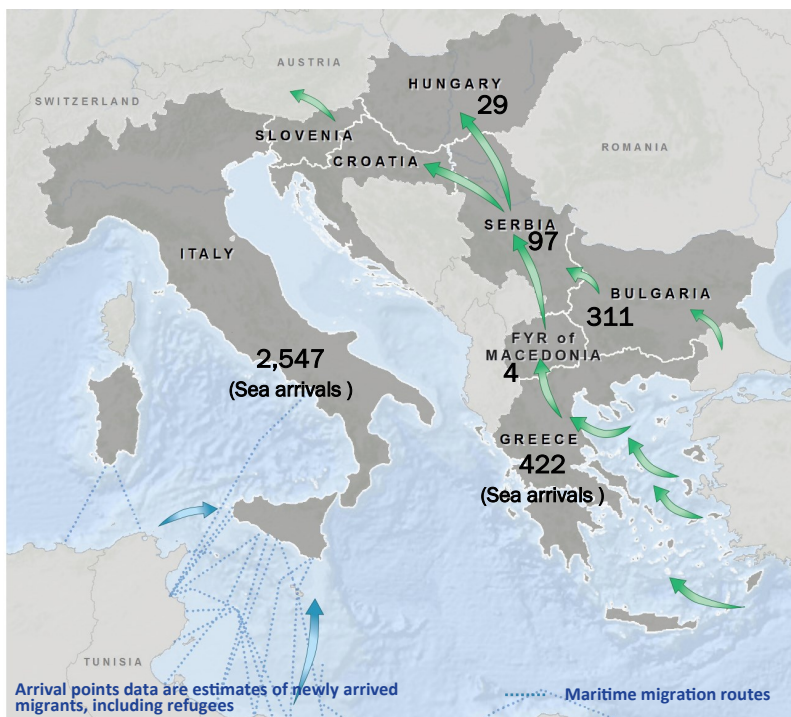 AUSTRIA
HUNGARY
29
SWITZERLAND
SLOVENIA
CROATIA
ROMANIA
SERBIA
97
ITALY
BULGARIA
311
FYR of
MACEDONIA
4
2,547
(Sea arrivals )
GREECE
422
(Sea arrivals )
TUNISIA
Arrival points data are estimates of newly arrived
migrants, including refugees
Maritime migration routes